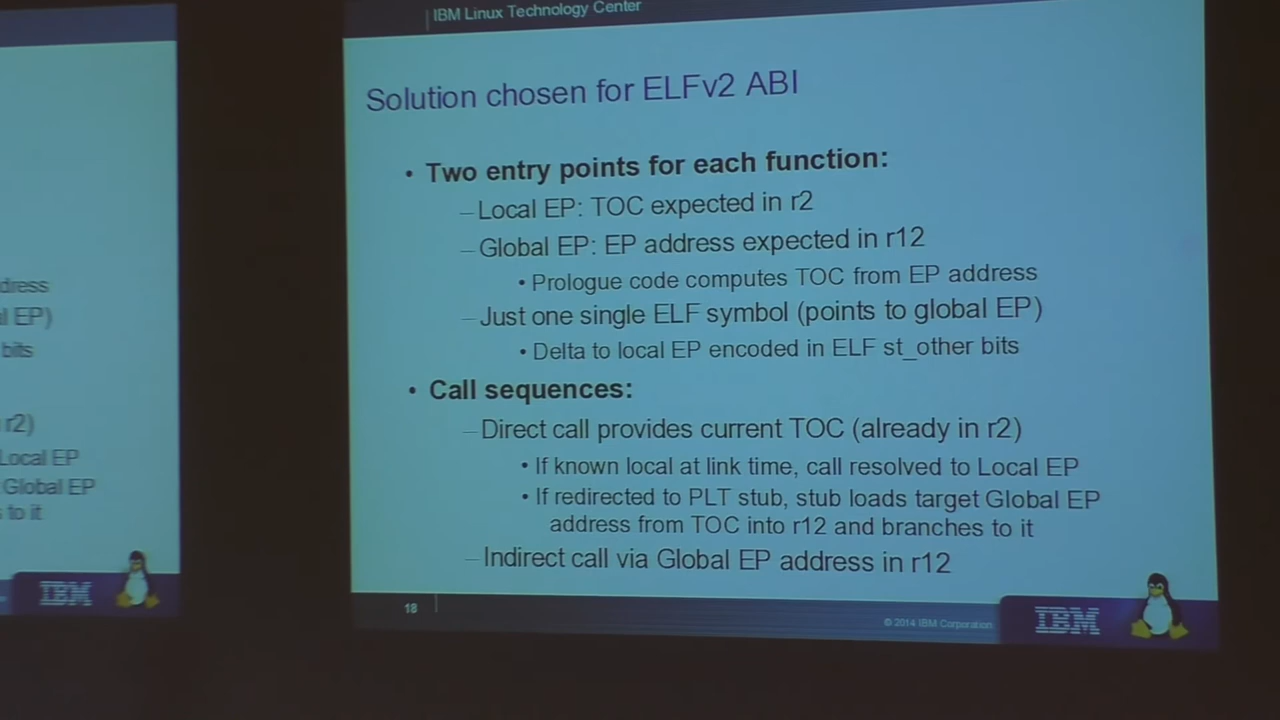 IBM Linux Technology Center
Solution chosen for ELFv2 ABI
• Two entry points for each function:
– Local EP: TOC expected in r2
– Global EP: EP address expected in r12
• Prologue code computes TOC from EP address
– Just one single ELF symbol (points to global EP)
• Delta to local EP encoded in ELF st_other bits
• Call sequences:
– Direct call provides current TOC (already in r2)
• If known local at link time, call resolved to Local EP
• If redirected to PLT stub, stub loads target Global EP
address from TOC into r12 and branches to it
– Indirect call via Global EP address in r12
18
© 2014 IBM Corporation
IBM
EP)
bits
r2)
Local EP
Global EP
to it
IBM